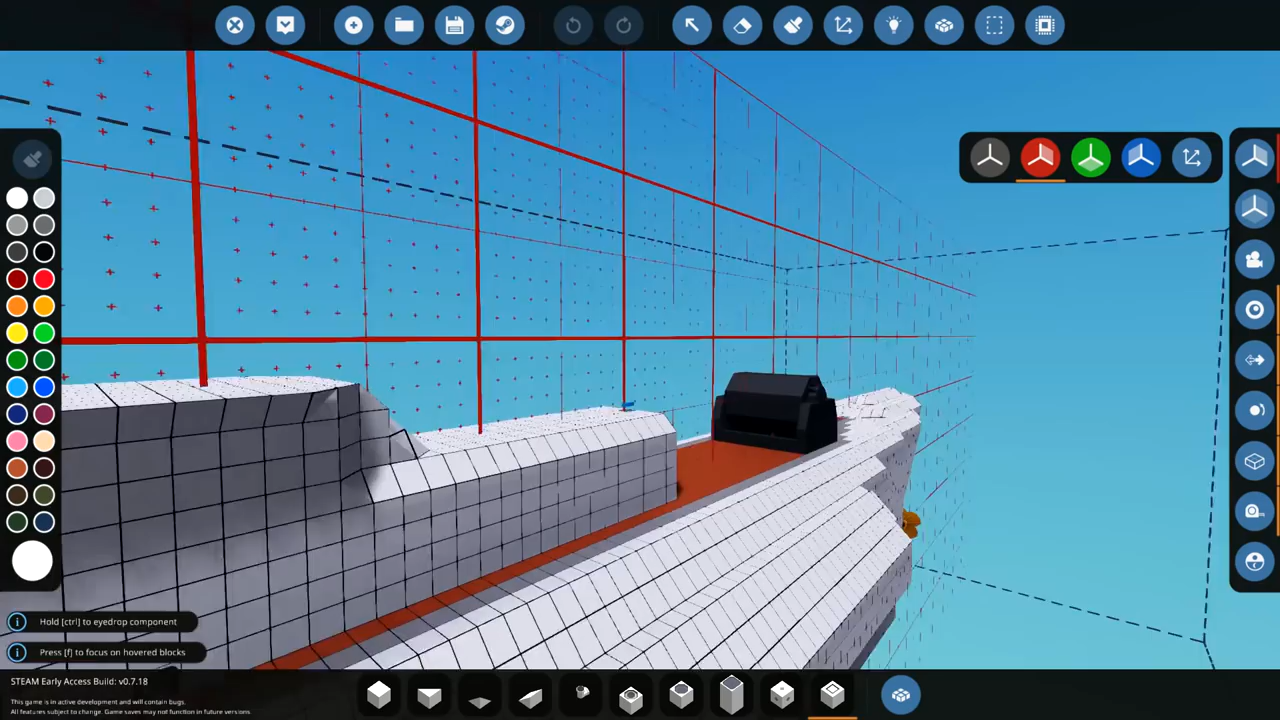 Hold [ctrl] to eyedrop component
Press [f] to focus on hovered blocks
STEAM Early Access Build: v0.7.18
This game is in active development and will contain bugs.
All features subject to change. Game saves may not function in future versions.